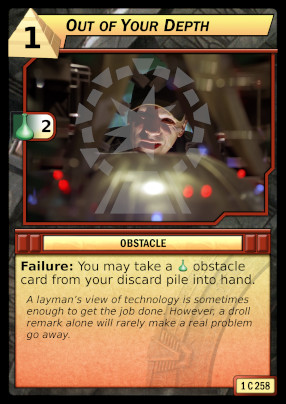 1
OUT OF YOUR DEPTH
2
OBSTACLE
Failure: You may take a obstacle
card from your discard pile into hand.
A layman's view of technology is sometimes
enough to get the job done. However, a droll
remark alone will rarely make a real problem
go away.
1 C 258